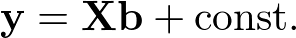 y = Xb + const.